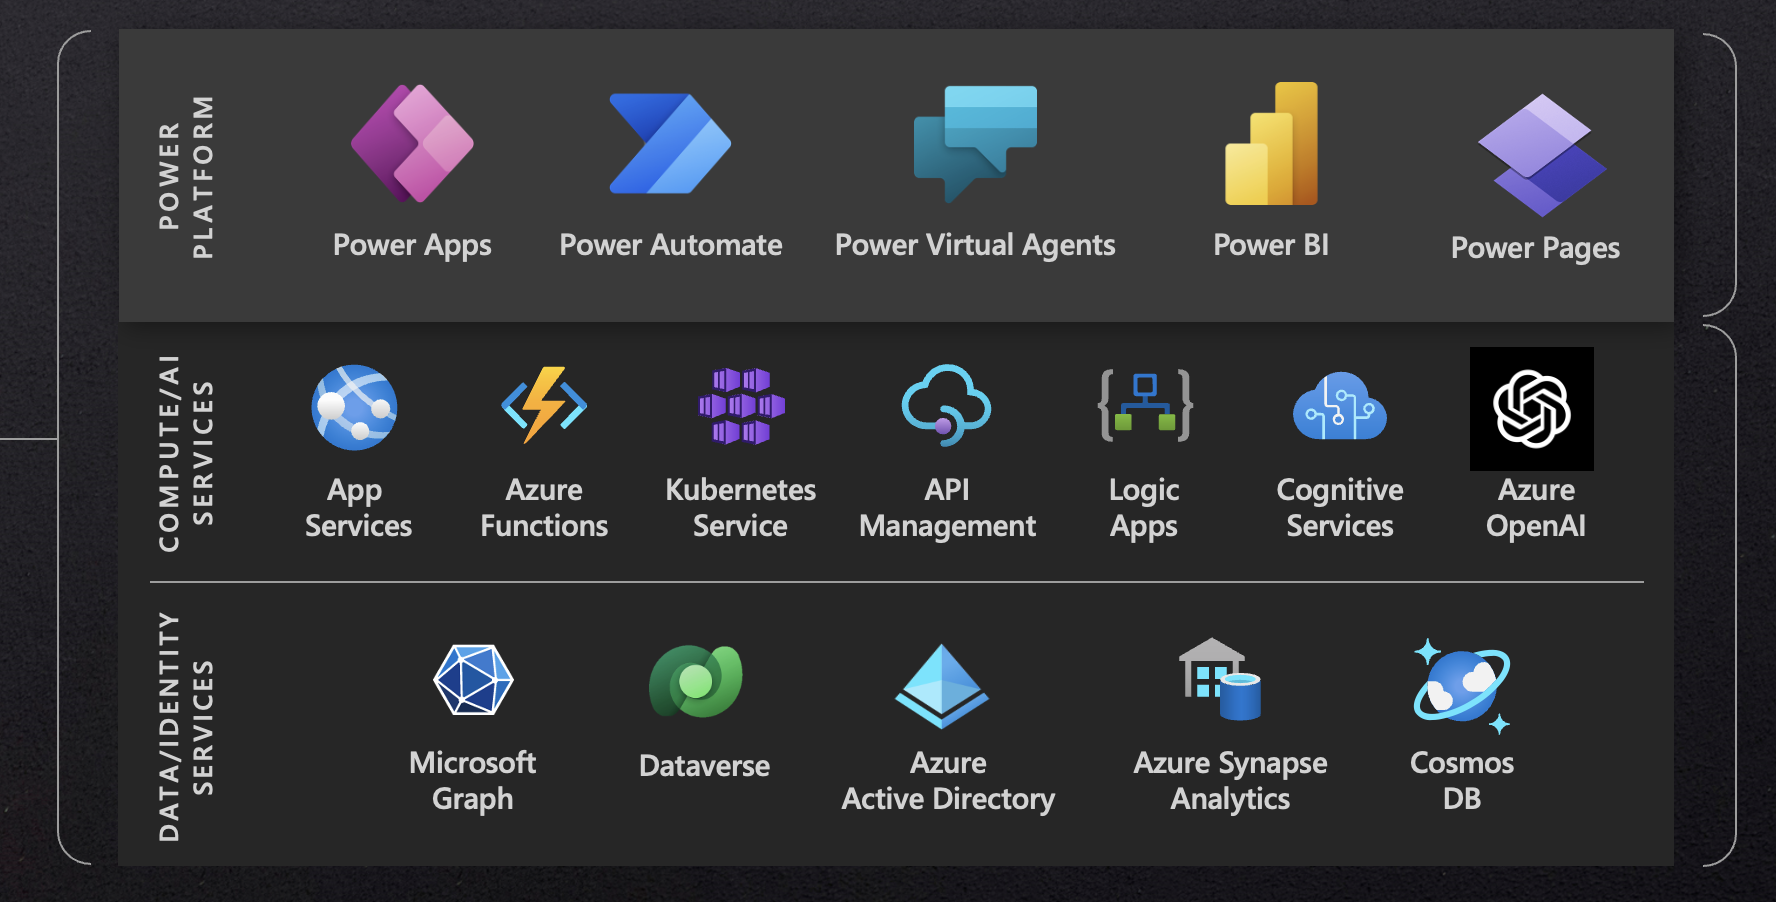 POWER
PLATFORM
Power Apps
Power Automate
Power Virtual Agents
Power BI
Power Pages
COMPUTE/AI
SERVICES
App
Services
Azure
Functions
Kubernetes
Service
API
Management
Logic
Apps
Cognitive
Services
Azure
OpenAI
DATA/IDENTITY
SERVICES
Microsoft
Graph
Dataverse
Azure
Active Directory
Azure Synapse
Analytics
Cosmos
DB